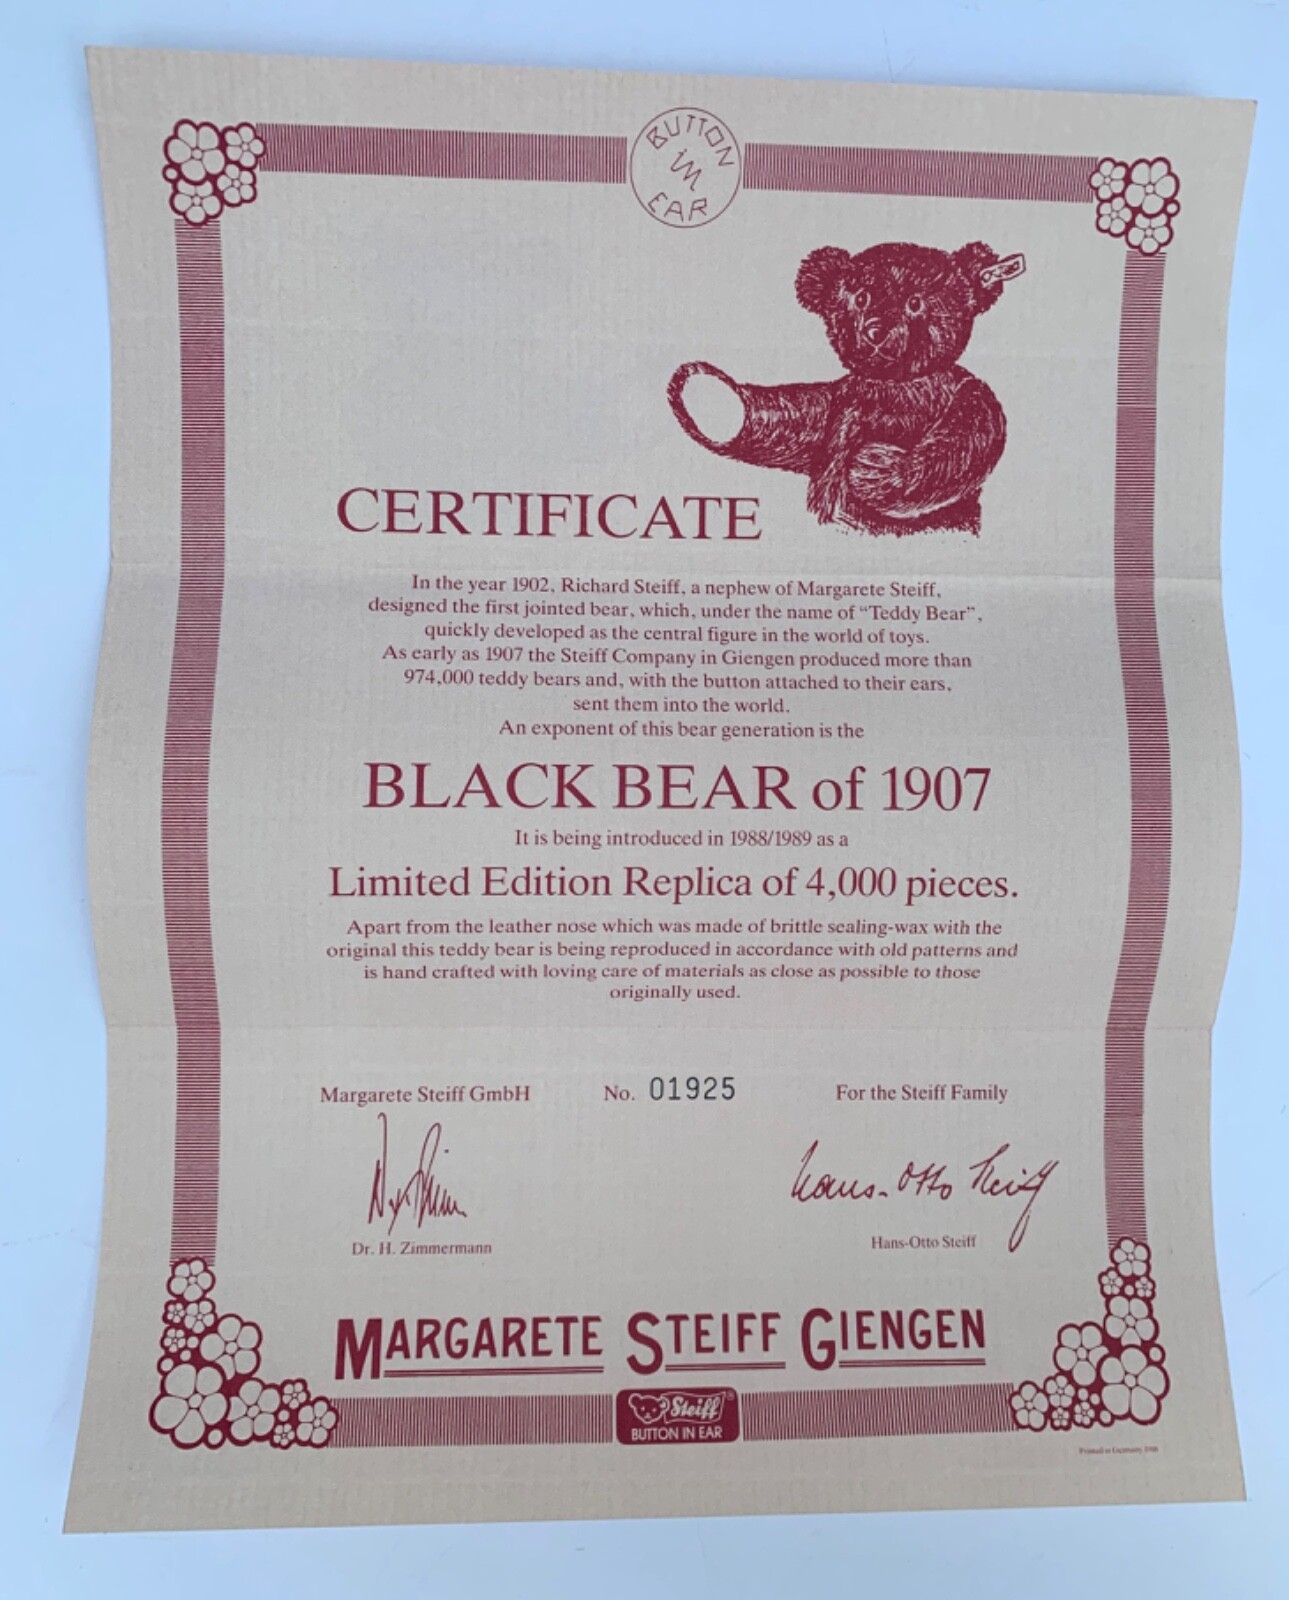 BUTTON
in
EAR
CERTIFICATE
In the year 1902, Richard Steiff, a nephew of Margarete Steiff,
designed the first jointed bear, which, under the name of “Teddy Bear”,
quickly developed as the central figure in the world of toys.
As early as 1907 the Steiff Company in Giengen produced more than
974,000 teddy bears and, with the button attached to their ears,
sent them into the world.
An exponent of this bear generation is the
BLACK BEAR of 1907
It is being introduced in 1988/1989 as a
Limited Edition Replica of 4,000 pieces.
Apart from the leather nose which was made of brittle sealing-wax with the
original this teddy bear is being reproduced in accordance with old patterns and
is hand crafted with loving care of materials as close as possible to those
originally used.
Margarete Steiff GmbH No. 01925 For the Steiff Family
Hans-Otto Steiff
Dr. H. Zimmermann Hans-Otto Steiff
MARGARETE STEIFF GIENGEN
Steiff®
BUTTON IN EAR
Printed in Germany